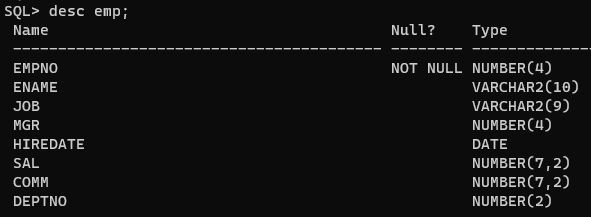 SQL> desc emp;
Name Null? Type
----------------------------------------- -------- -------------
EMPNO NOT NULL NUMBER(4)
ENAME VARCHAR2(10)
JOB VARCHAR2(9)
MGR NUMBER(4)
HIREDATE DATE
SAL NUMBER(7,2)
COMM NUMBER(7,2)
DEPTNO NUMBER(2)